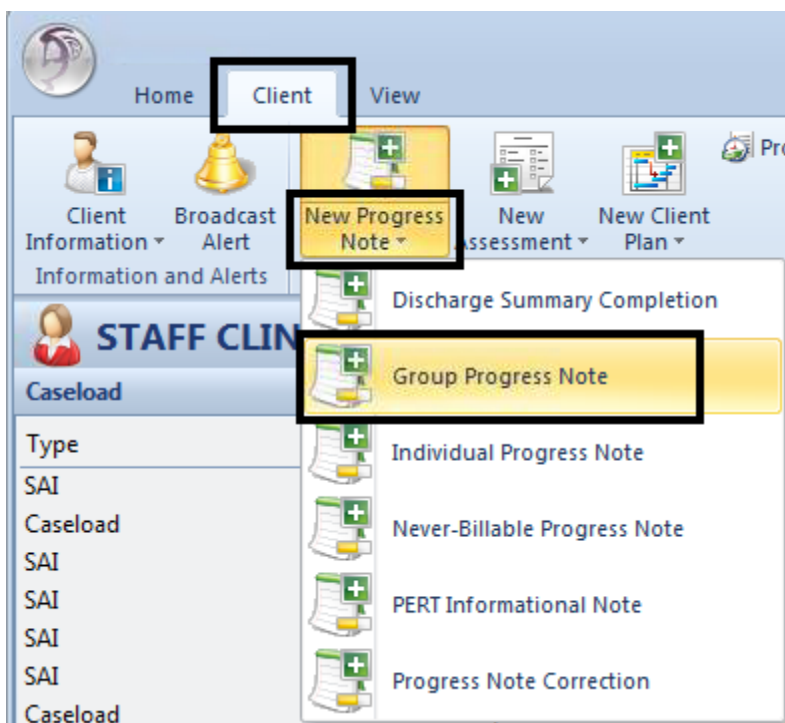 Home Client View
Pro
Client Information
Broadcast Alert
New Progress Note
New Assessment
New Client Plan
Information and Alerts
Discharge Summary Completion
STAFF CLIN
Group Progress Note
Caseload
Type
Individual Progress Note
SAI
Caseload
Never-Billable Progress Note
SAI
SAI
PERT Informational Note
SAI
SAI
Progress Note Correction
Caseload